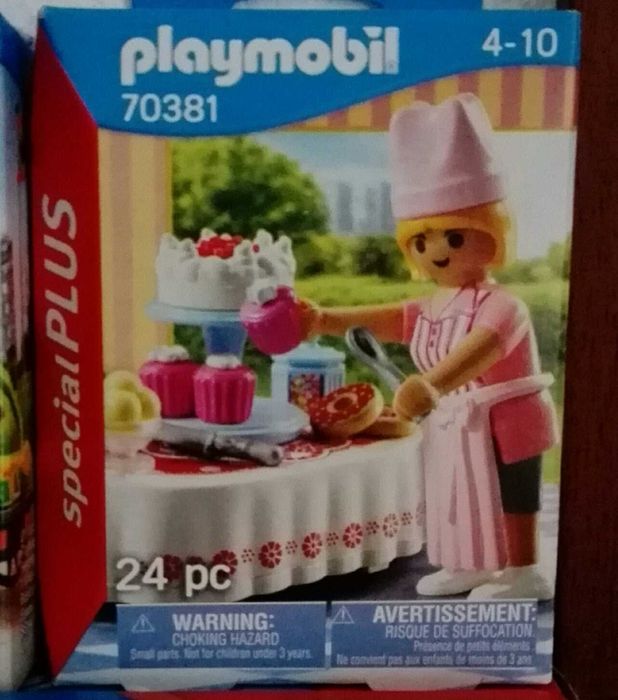 playmobil
4-10
70381
specialPLUS
24 pc
WARNING:
CHOKING HAZARD
Small parts. Not for children under 3 years.
AVERTISSEMENT:
RISQUE DE SUFFOCATION.
Présence de petits éléments.
Ne convient pas aux enfants de moins de 3 ans.